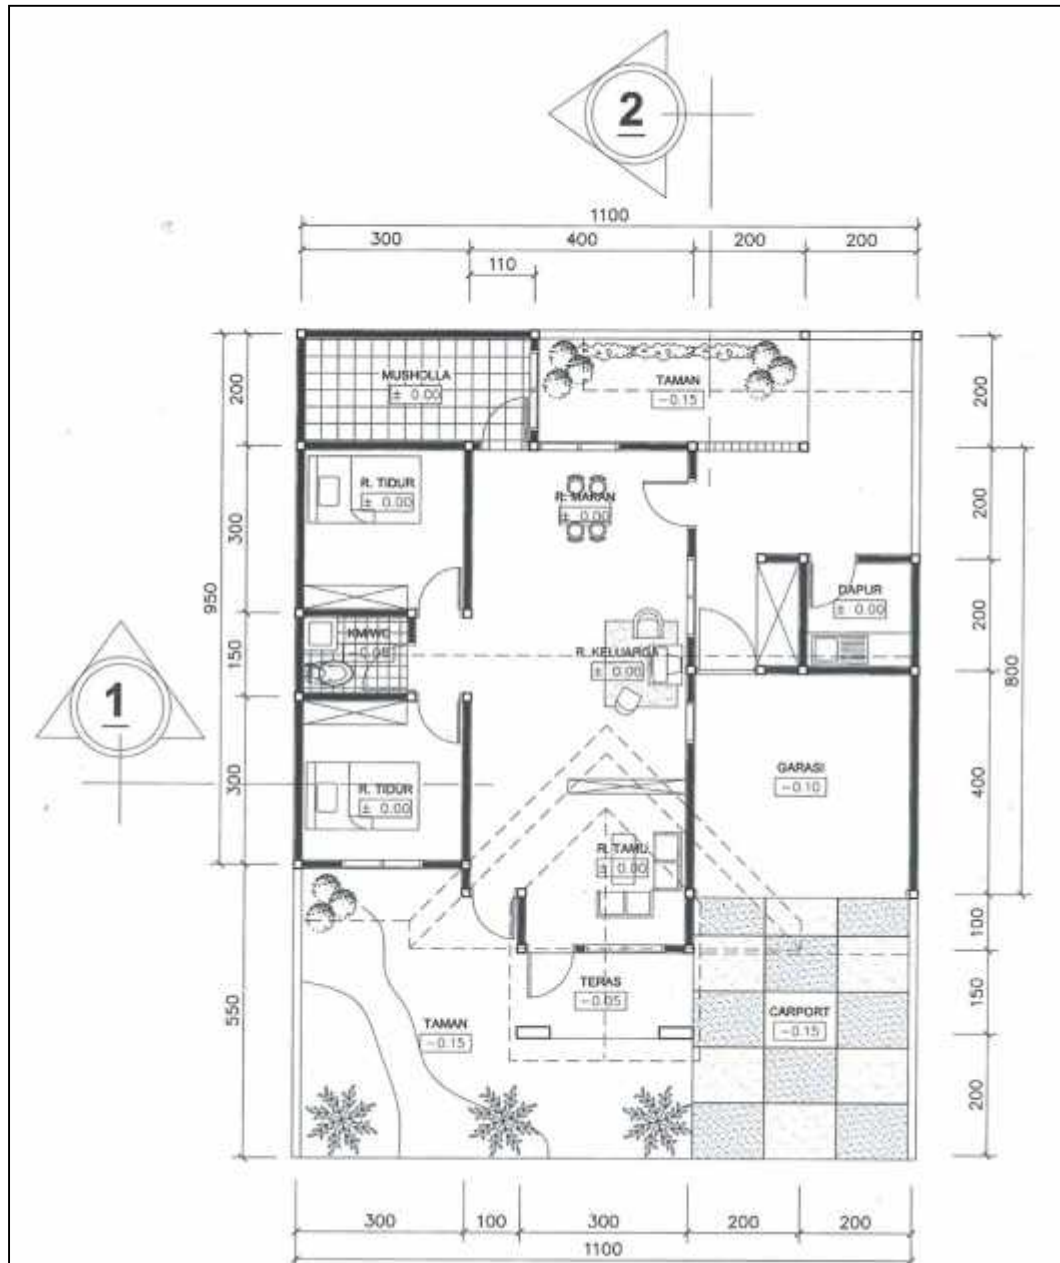 2
1100
300 400 200 200
110
MUSHOLLA
± 0.00
TAMAN
-0.15
200
200
R. TIDUR
± 0.00
R. MAKAN
± 0.00
300
200
950
DAPUR
± 0.00
200
KM/WC
-0.05
150
R. KELUARGA
± 0.00
800
1
GARASI
-0.10
300
400
R. TIDUR
± 0.00
R. TAMU
± 0.00
100
TERAS
-0.05
150
550
TAMAN
-0.15
CARPORT
-0.15
200
300 100 300 200 200
1100